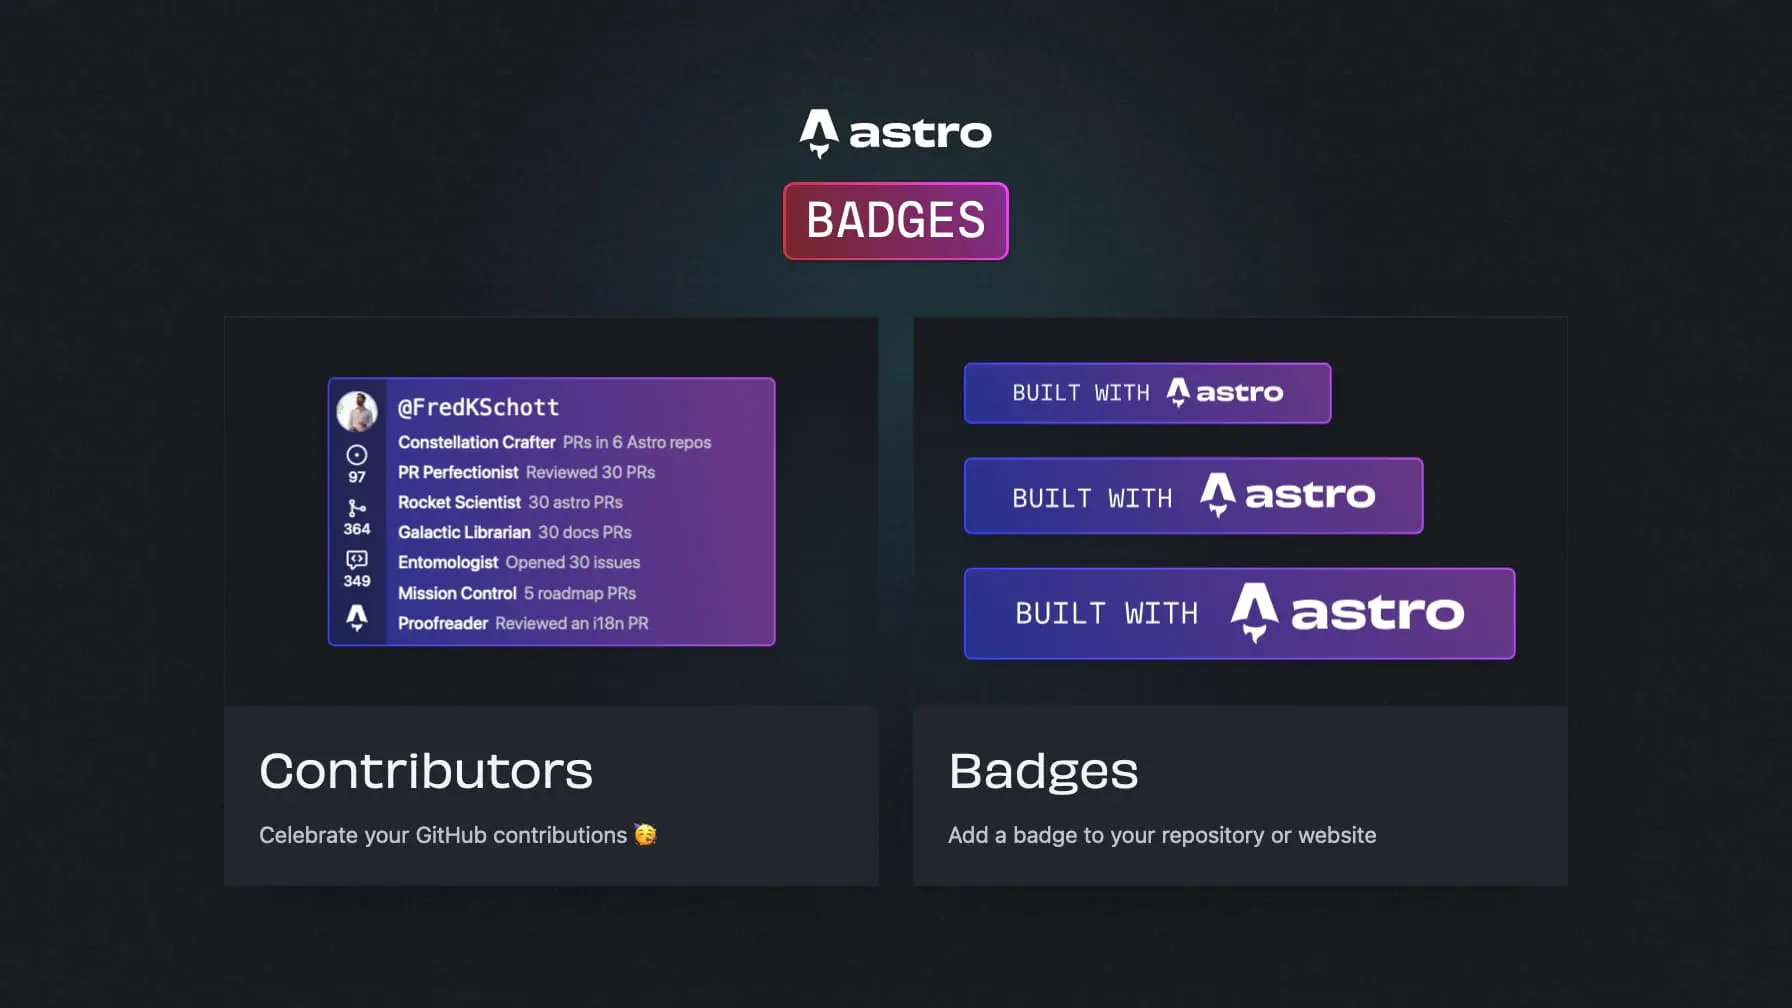 astro
BADGES
@FredKSchott
Constellation Crafter PRs in 6 Astro repos
97
PR Perfectionist Reviewed 30 PRs
Rocket Scientist 30 astro PRs
364
Galactic Librarian 30 docs PRs
Entomologist Opened 30 issues
349
Mission Control 5 roadmap PRs
Proofreader Reviewed an i18n PR
Contributors
Celebrate your GitHub contributions 🥳
BUILT WITH astro
BUILT WITH astro
BUILT WITH astro
Badges
Add a badge to your repository or website